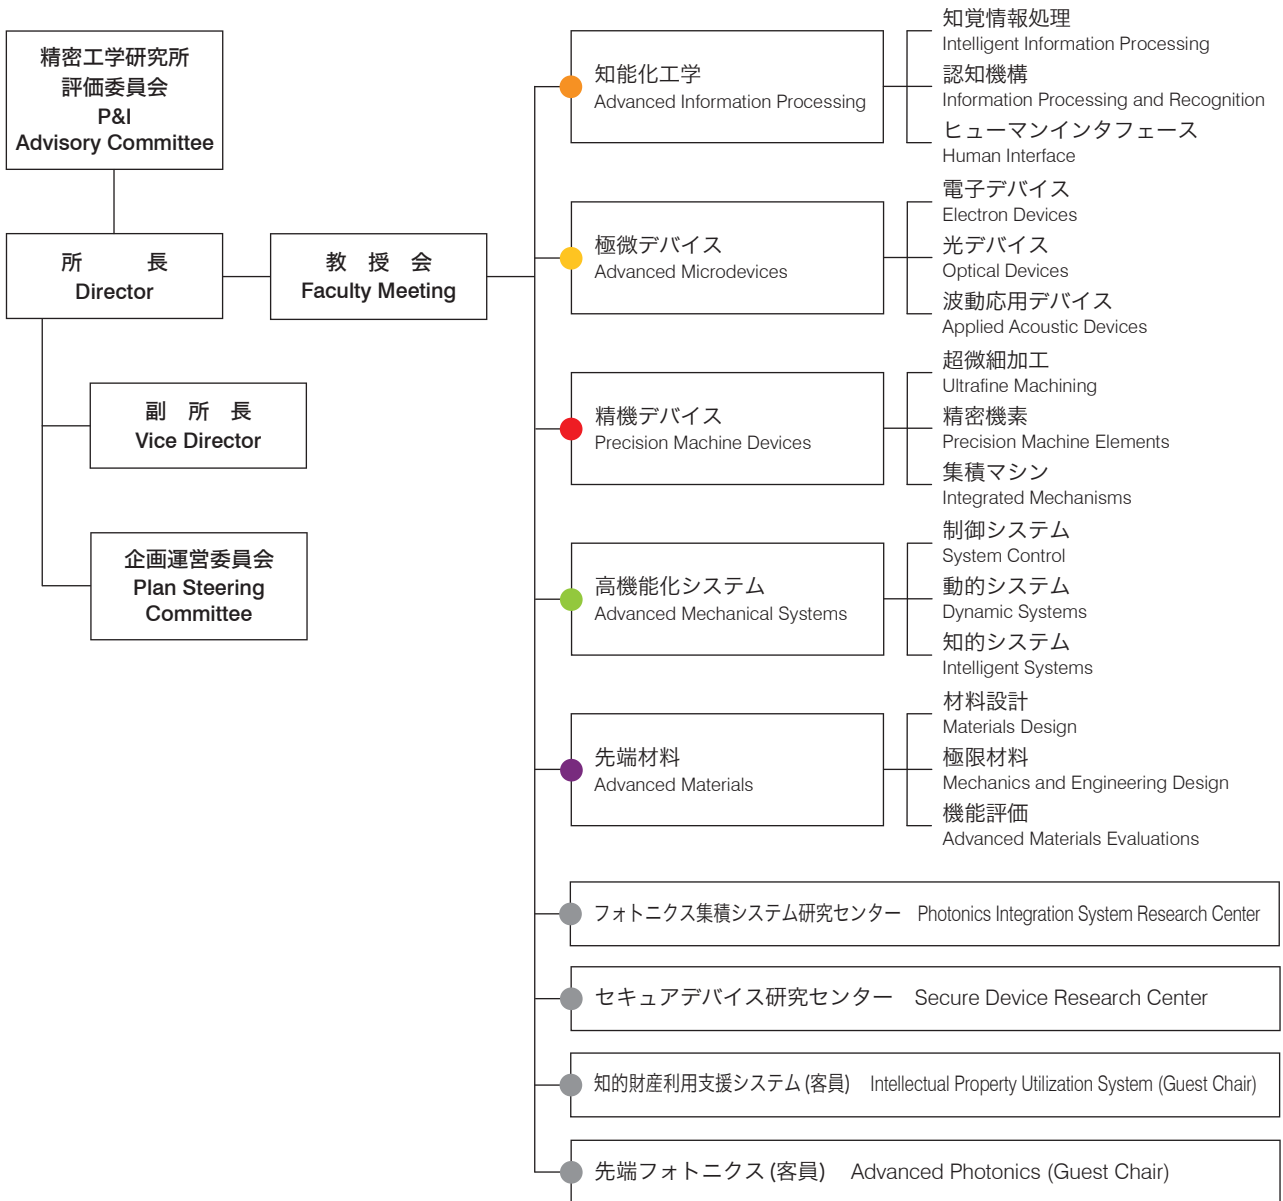 精密工学研究所
評価委員会
P&I
Advisory Committee
所 長
Director
教 授 会
Faculty Meeting
副 所 長
Vice Director
企画運営委員会
Plan Steering
Committee
知能化工学
Advanced Information Processing
知覚情報処理
Intelligent Information Processing
認知機構
Information Processing and Recognition
ヒューマンインタフェース
Human Interface
極微デバイス
Advanced Microdevices
電子デバイス
Electron Devices
光デバイス
Optical Devices
波動応用デバイス
Applied Acoustic Devices
精機デバイス
Precision Machine Devices
超微細加工
Ultrafine Machining
精密機素
Precision Machine Elements
集積マシン
Integrated Mechanisms
高機能化システム
Advanced Mechanical Systems
制御システム
System Control
動的システム
Dynamic Systems
知的システム
Intelligent Systems
先端材料
Advanced Materials
材料設計
Materials Design
極限材料
Mechanics and Engineering Design
機能評価
Advanced Materials Evaluations
フォトニクス集積システム研究センター Photonics Integration System Research Center
セキュアデバイス研究センター Secure Device Research Center
知的財産利用支援システム(客員) Intellectual Property Utilization System (Guest Chair)
先端フォトニクス(客員) Advanced Photonics (Guest Chair)